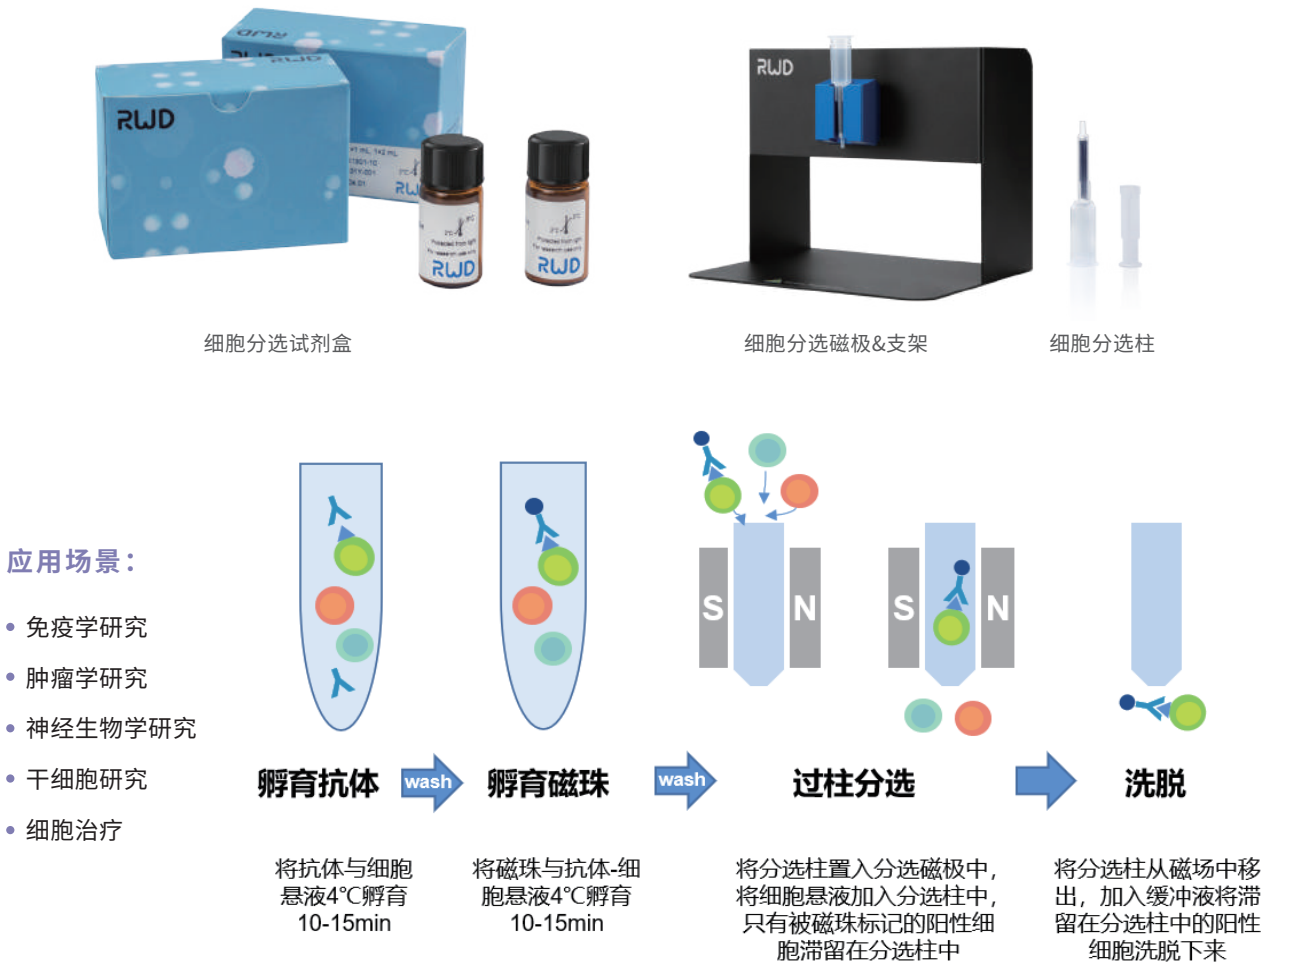 RWD
RWD
RWD
RWD
RWD
细胞分选试剂盒
细胞分选磁极&支架
细胞分选柱
应用场景：
• 免疫学研究
• 肿瘤学研究
• 神经生物学研究
• 干细胞研究
• 细胞治疗
S
N
S
N
孵育抗体
wash
孵育磁珠
wash
过柱分选
洗脱
将抗体与细胞
悬液4℃孵育
10-15min
将磁珠与抗体-细
胞悬液4℃孵育
10-15min
将分选柱置入分选磁极中，
将细胞悬液加入分选柱中，
只有被磁珠标记的阳性细
胞滞留在分选柱中
将分选柱从磁场中移
出，加入缓冲液将滞
留在分选柱中的阳性
细胞洗脱下来